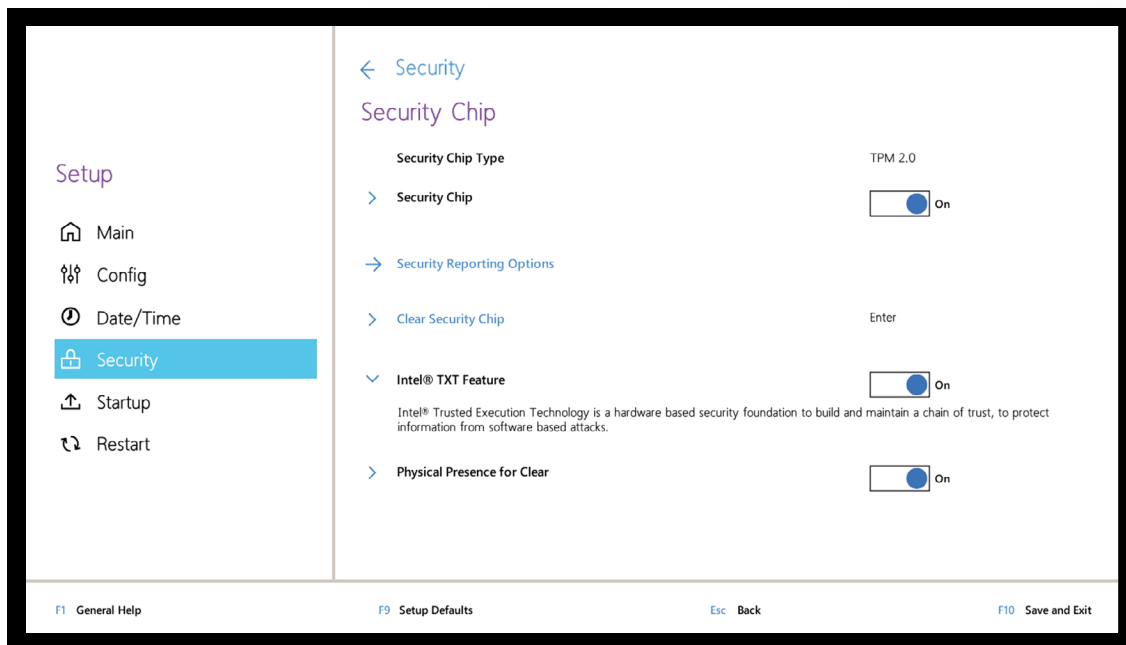 Setup
Main
Config
Date/Time
Security
Startup
Restart
Security
Security Chip
Security Chip Type TPM 2.0
Security Chip On
Security Reporting Options
Clear Security Chip Enter
Intel® TXT Feature On
Intel® Trusted Execution Technology is a hardware based security foundation to build and maintain a chain of trust, to protect
information from software based attacks.
Physical Presence for Clear On
F1 General Help F9 Setup Defaults Esc Back F10 Save and Exit